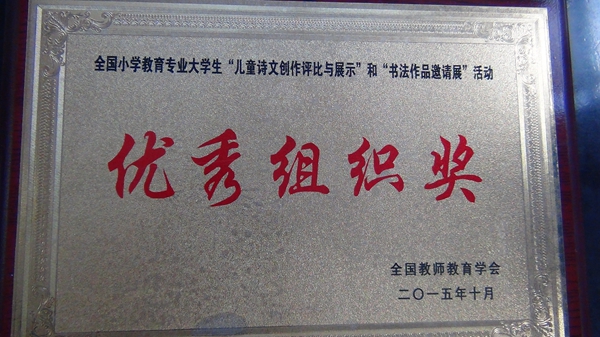 全国小学教育专业大学生“儿童诗文创作评比与展示”和“书法作品邀请展”活动
优秀组织奖
全国教师教育学会
二〇一五年十月